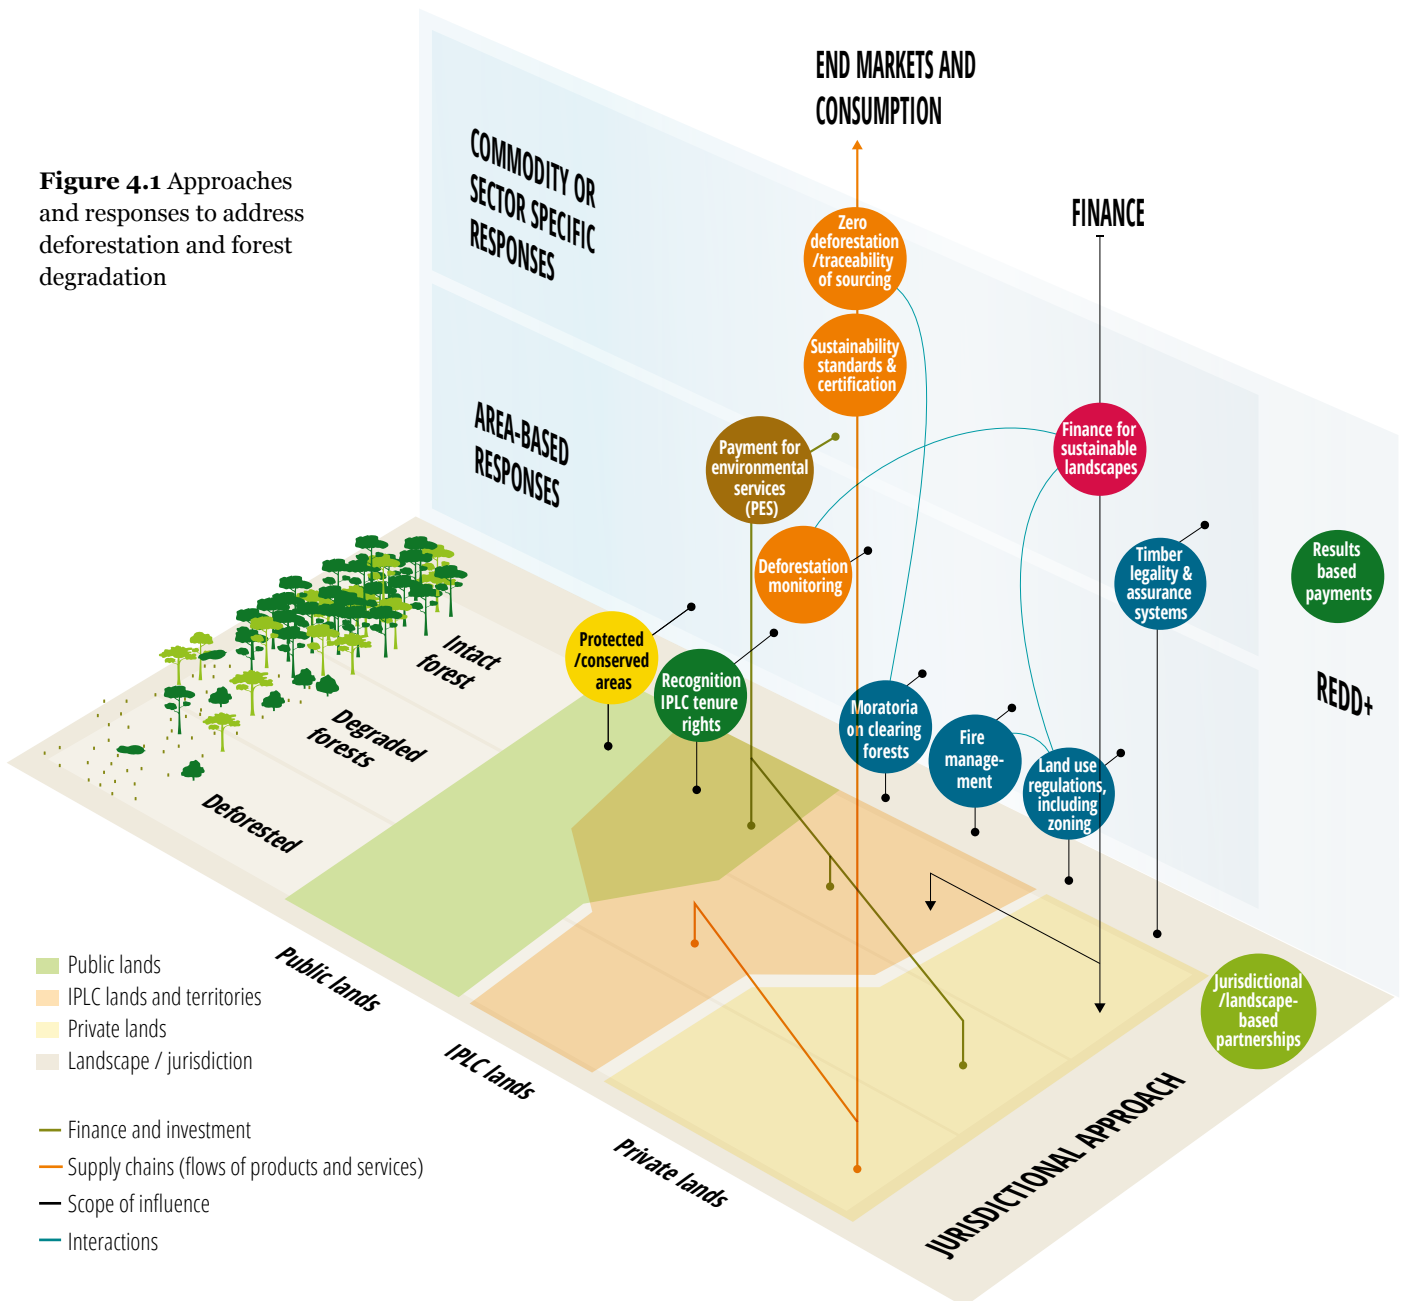 Figure 4.1 Approaches
and responses to address
deforestation and forest
degradation
END MARKETS AND
CONSUMPTION
COMMODITY OR
SECTOR SPECIFIC
RESPONSES
FINANCE
Zero
deforestation
/traceability
of sourcing
Sustainability
standards &
certification
AREA-BASED
RESPONSES
Payment for
environmental
services
(PES)
Finance for
sustainable
landscapes
Deforestation
monitoring
Timber
legality &
assurance
systems
Results
based
payments
Protected
/conserved
areas
Recognition
IPLC tenure
rights
Intact
forest
Degraded
forests
Deforested
Moratoria
on clearing
forests
Fire
manage-
ment
Land use
regulations,
including
zoning
REDD+
Public lands
IPLC lands
Private lands
Jurisdictional
/landscape-
based
partnerships
JURISDICTIONAL APPROACH
Public lands
IPLC lands and territories
Private lands
Landscape / jurisdiction
Finance and investment
Supply chains (flows of products and services)
Scope of influence
Interactions